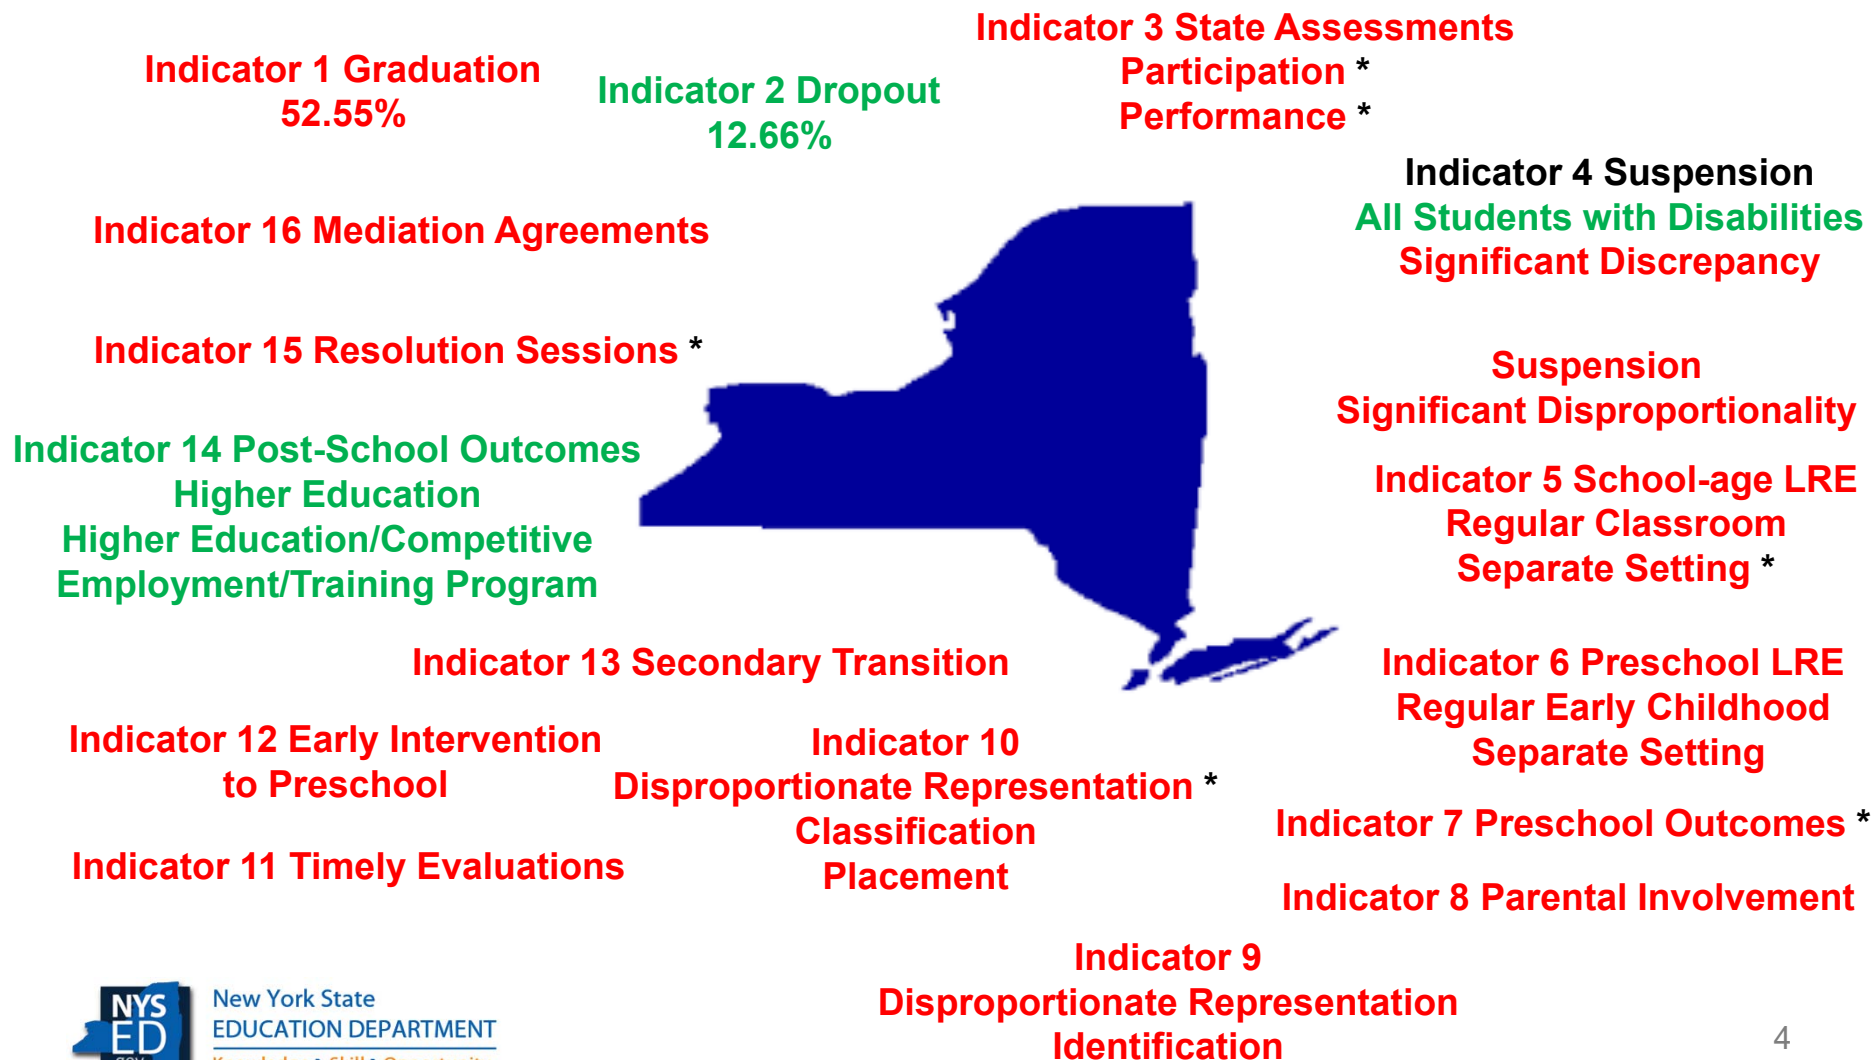 Indicator 1 Graduation
52.55%
Indicator 2 Dropout
12.66%
Indicator 3 State Assessments
Participation *
Performance *
Indicator 4 Suspension
All Students with Disabilities
Significant Discrepancy
Suspension
Significant Disproportionality
Indicator 5 School-age LRE
Regular Classroom
Separate Setting *
Indicator 6 Preschool LRE
Regular Early Childhood
Separate Setting
Indicator 7 Preschool Outcomes *
Indicator 8 Parental Involvement
Indicator 9
Disproportionate Representation
Identification
Indicator 10
Disproportionate Representation *
Classification
Placement
Indicator 11 Timely Evaluations
Indicator 12 Early Intervention
to Preschool
Indicator 13 Secondary Transition
Indicator 14 Post-School Outcomes
Higher Education
Higher Education/Competitive
Employment/Training Program
Indicator 15 Resolution Sessions *
Indicator 16 Mediation Agreements
NYS
ED
New York State
EDUCATION DEPARTMENT
4